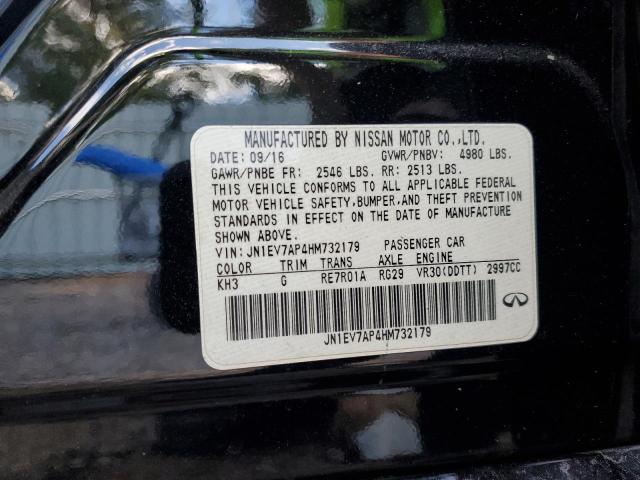 MANUFACTURED BY NISSAN MOTOR CO.,LTD.
DATE: 09/16 GVWR/PNBV: 4980 LBS.
GAWR/PNBE FR: 2546 LBS. RR: 2513 LBS.
THIS VEHICLE CONFORMS TO ALL APPLICABLE FEDERAL
MOTOR VEHICLE SAFETY,BUMPER,AND THEFT PREVENTION
STANDARDS IN EFFECT ON THE DATE OF MANUFACTURE
SHOWN ABOVE.
VIN: JN1EV7AP4HM732179 PASSENGER CAR
COLOR TRIM TRANS AXLE ENGINE
KH3 G RE7R01A RG29 VR30(DDTT) 2997CC
JN1EV7AP4HM732179